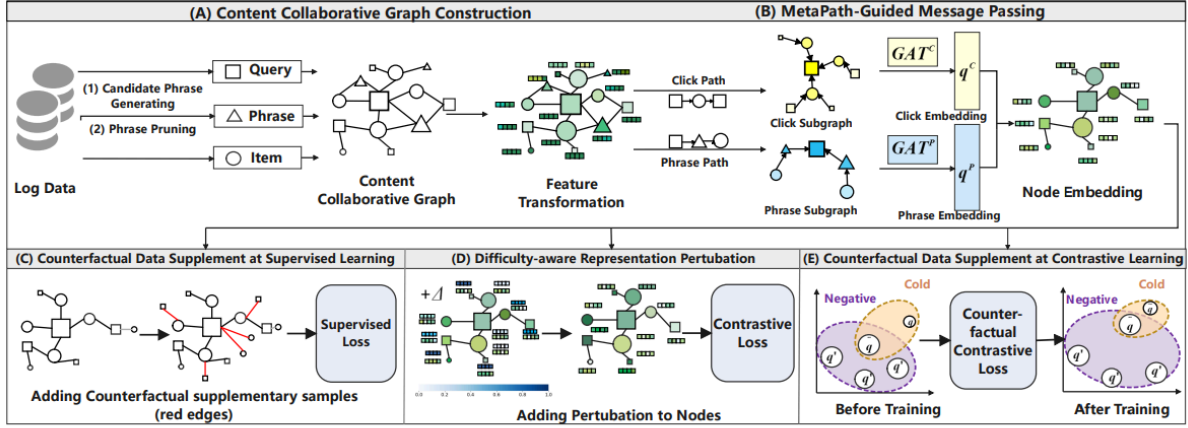 (A) Content Collaborative Graph Construction
(B) MetaPath-Guided Message Passing
(1) Candidate Phrase
Generating
(2) Phrase Pruning
Query
Phrase
Item
Log Data
Content
Collaborative Graph
Feature
Transformation
Click Path
Phrase Path
Click Subgraph
Phrase Subgraph
GAT^C
q^C
Click Embedding
GAT^P
q^P
Phrase Embedding
Node Embedding
(C) Counterfactual Data Supplement at Supervised Learning
Supervised
Loss
Adding Counterfactual supplementary samples
(red edges)
(D) Difficulty-aware Representation Pertubation
+Δ
0.0 0.2 0.4 0.6 0.8 1.0
Contrastive
Loss
Adding Pertubation to Nodes
(E) Counterfactual Data Supplement at Contrastive Learning
Cold
Negative
q
q̃
q'
q'
q'
Before Training
Counter-
factual
Contrastive
Loss
Cold
Negative
q
q̃
q'
q'
q'
After Training